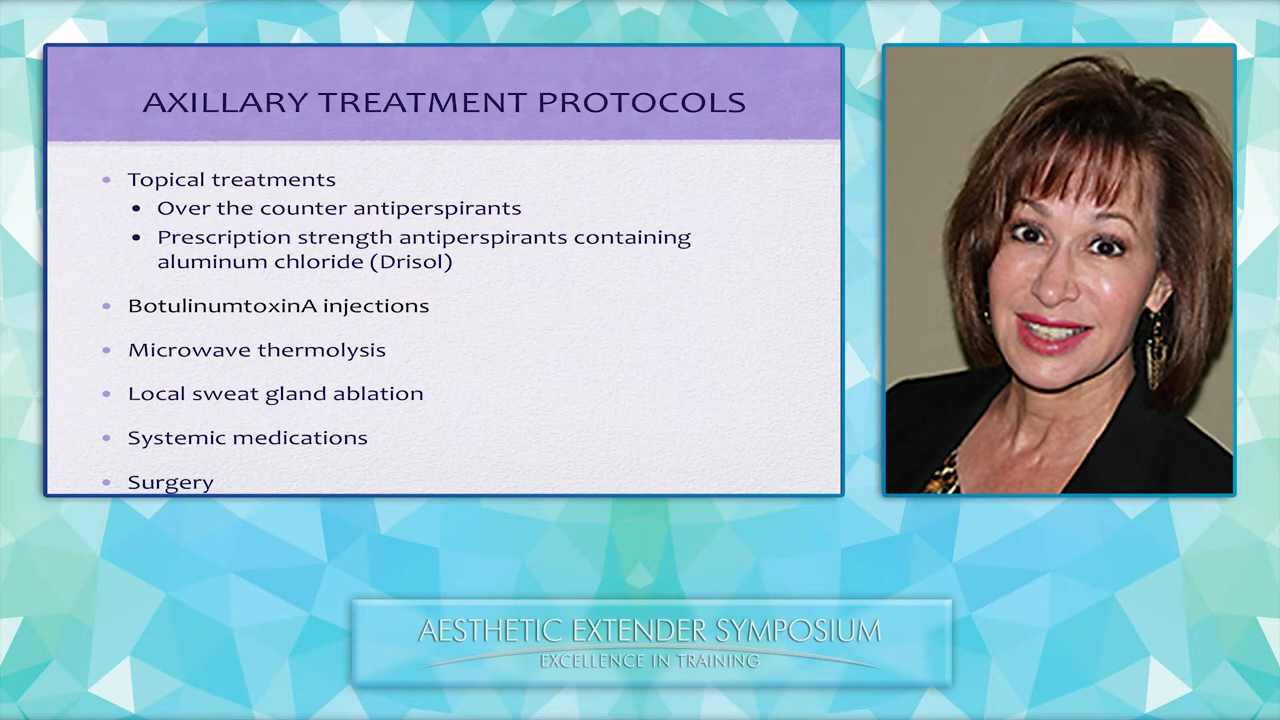 AXILLARY TREATMENT PROTOCOLS
Topical treatments
Over the counter antiperspirants
Prescription strength antiperspirants containing
aluminum chloride (Drisol)
BotulinumtoxinA injections
Microwave thermolysis
Local sweat gland ablation
Systemic medications
Surgery
AESTHETIC EXTENDER SYMPOSIUM
EXCELLENCE IN TRAINING